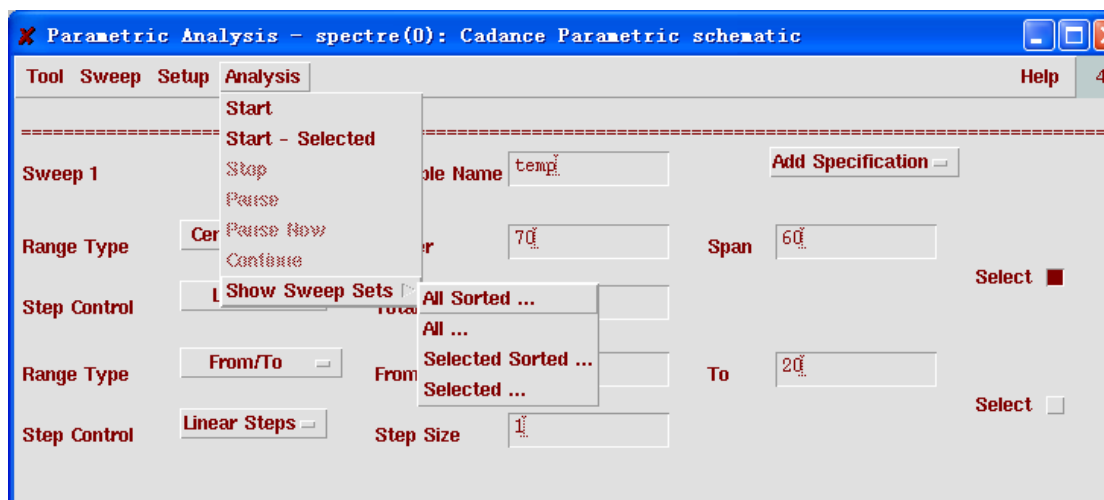 Parametric Analysis - spectre(0): Cadance Parametric schematic
Tool Sweep Setup Analysis Help 4
Start
Start - Selected
Stop
Pause
Pause Now
Continue
Show Sweep Sets
All Sorted ...
All ...
Selected Sorted ...
Selected ...
Sweep 1 ble Name temp Add Specification
Range Type Cer r 70 Span 60
Select
Step Control L Total
Range Type From/To From To 20
Select
Step Control Linear Steps Step Size 1